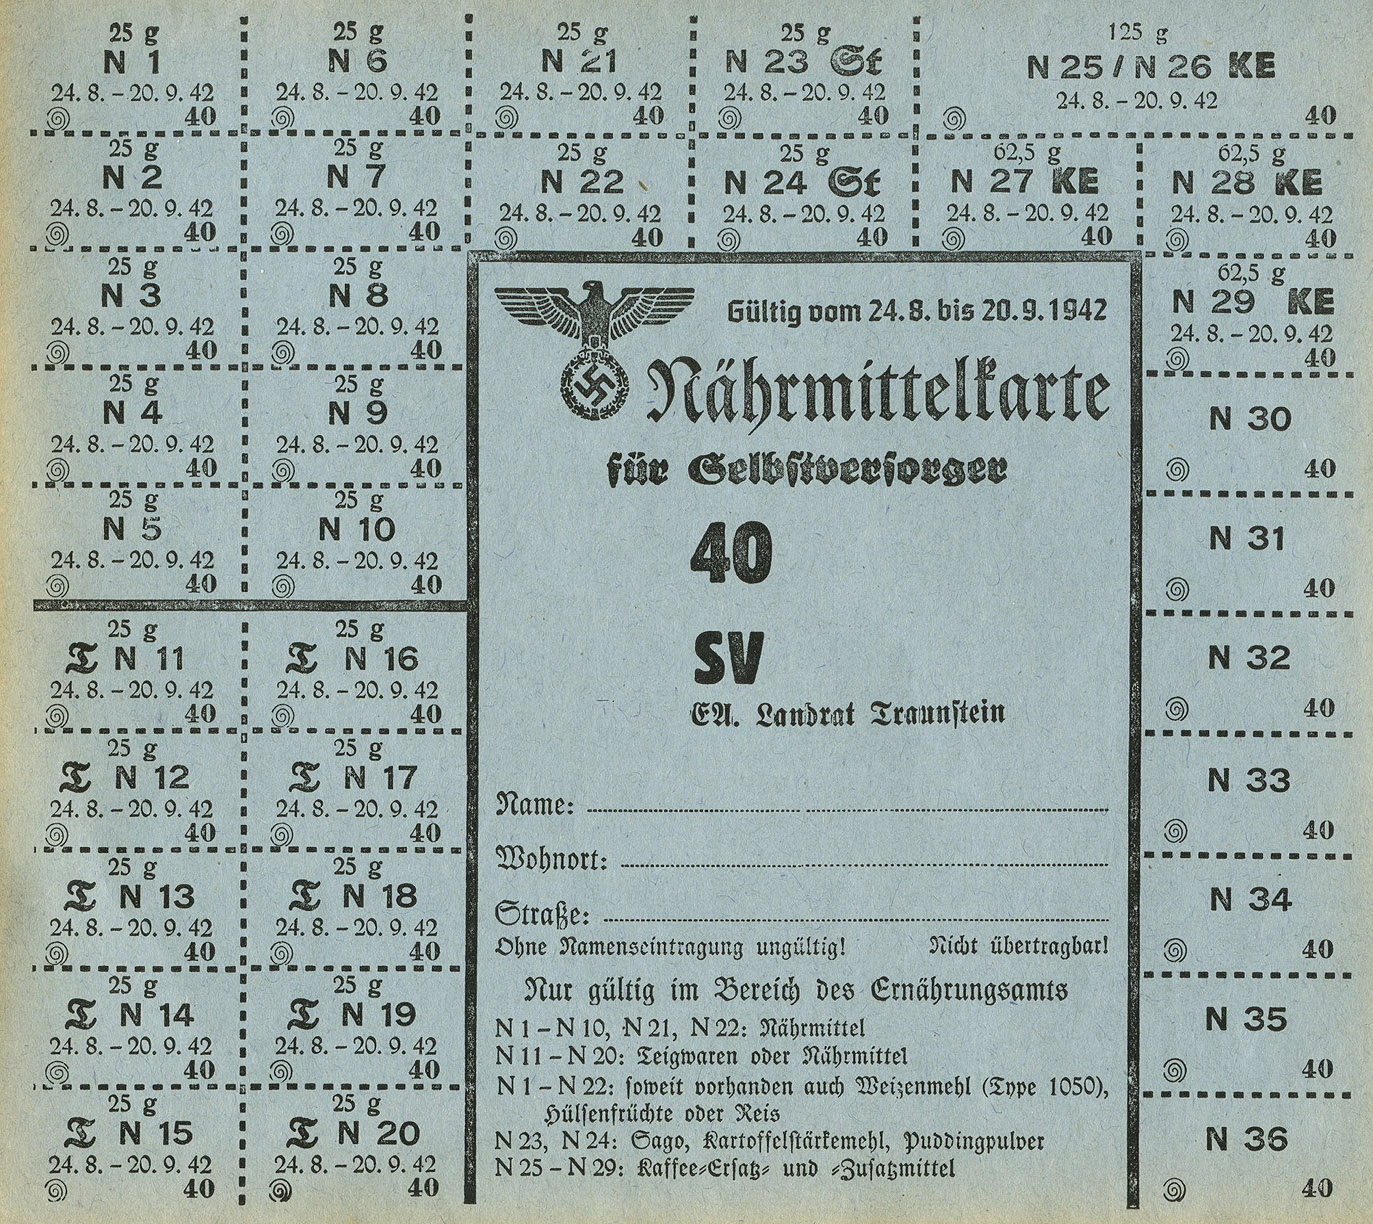 25 g
N 1
24. 8. – 20. 9. 42
40
25 g
N 6
24. 8. – 20. 9. 42
40
25 g
N 21
24. 8. – 20. 9. 42
40
25 g
N 23 St
24. 8. – 20. 9. 42
40
125 g
N 25 / N 26 KE
24. 8. – 20. 9. 42
40
25 g
N 2
24. 8. – 20. 9. 42
40
25 g
N 7
24. 8. – 20. 9. 42
40
25 g
N 22
24. 8. – 20. 9. 42
40
25 g
N 24 St
24. 8. – 20. 9. 42
40
62,5 g
N 27 KE
24. 8. – 20. 9. 42
40
62,5 g
N 28 KE
24. 8. – 20. 9. 42
40
25 g
N 3
24. 8. – 20. 9. 42
40
25 g
N 8
24. 8. – 20. 9. 42
40
62,5 g
N 29 KE
24. 8. – 20. 9. 42
40
25 g
N 4
24. 8. – 20. 9. 42
40
25 g
N 9
24. 8. – 20. 9. 42
40
N 30
40
25 g
N 5
24. 8. – 20. 9. 42
40
25 g
N 10
24. 8. – 20. 9. 42
40
N 31
40
25 g
T N 11
24. 8. – 20. 9. 42
40
25 g
T N 16
24. 8. – 20. 9. 42
40
N 32
40
25 g
T N 12
24. 8. – 20. 9. 42
40
25 g
T N 17
24. 8. – 20. 9. 42
40
N 33
40
25 g
T N 13
24. 8. – 20. 9. 42
40
25 g
T N 18
24. 8. – 20. 9. 42
40
N 34
40
25 g
T N 14
24. 8. – 20. 9. 42
40
25 g
T N 19
24. 8. – 20. 9. 42
40
N 35
40
25 g
T N 15
24. 8. – 20. 9. 42
40
25 g
T N 20
24. 8. – 20. 9. 42
40
N 36
40
Gültig vom 24. 8. bis 20. 9. 1942
Nährmittelkarte
für Selbstversorger
40
SV
EA. Landrat Traunstein
Name:
Wohnort:
Straße:
Ohne Namenseintragung ungültig! Nicht übertragbar!
Nur gültig im Bereich des Ernährungsamts
N 1 – N 10, N 21, N 22: Nährmittel
N 11 – N 20: Teigwaren oder Nährmittel
N 1 – N 22: soweit vorhanden auch Weizenmehl (Type 1050),
Hülsenfrüchte oder Reis
N 23, N 24: Sago, Kartoffelstärkemehl, Puddingpulver
N 25 – N 29: Kaffee-Ersatz- und -Zusatzmittel